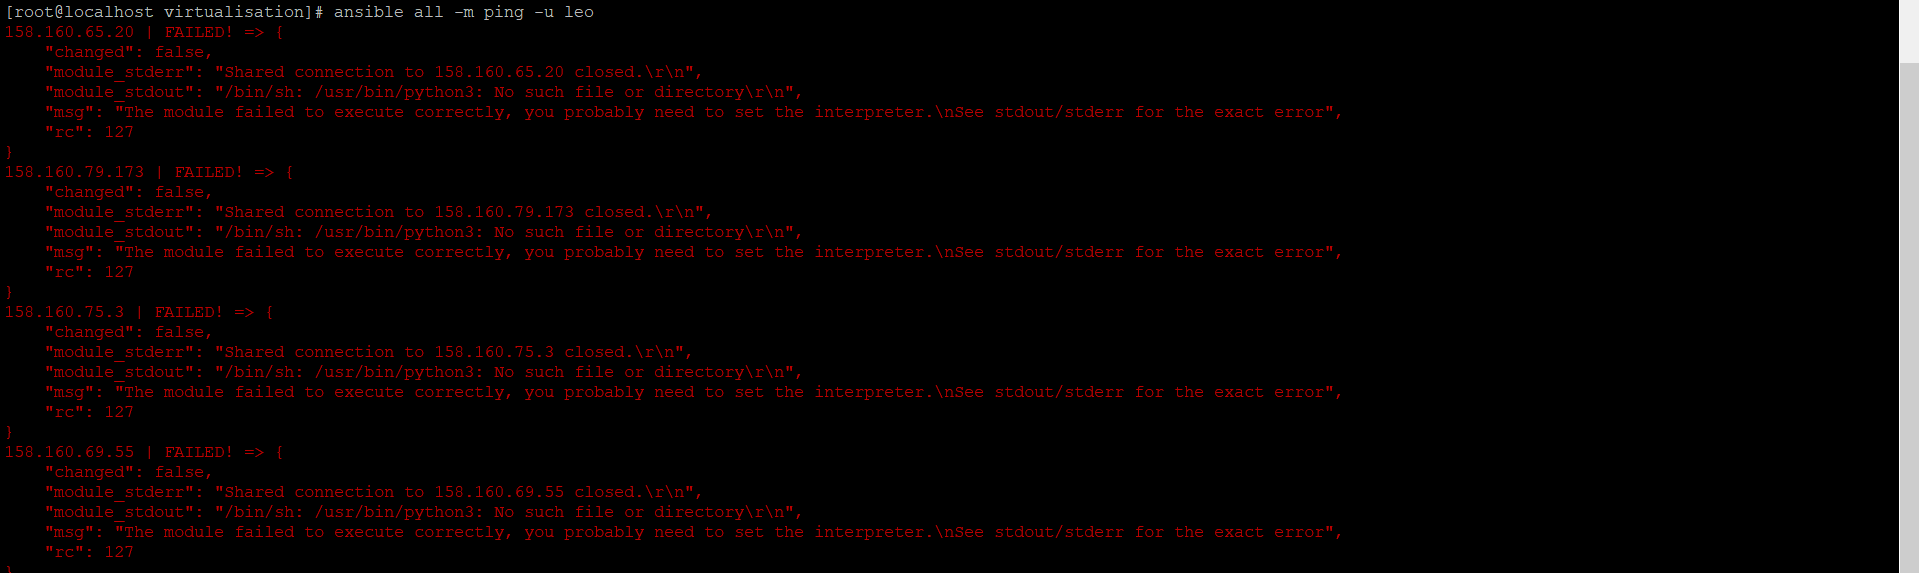 [root@localhost virtualisation]# ansible all -m ping -u leo
158.160.65.20 | FAILED! => {
    "changed": false,
    "module_stderr": "Shared connection to 158.160.65.20 closed.\r\n",
    "module_stdout": "/bin/sh: /usr/bin/python3: No such file or directory\r\n",
    "msg": "The module failed to execute correctly, you probably need to set the interpreter.\nSee stdout/stderr for the exact error",
    "rc": 127
}
158.160.79.173 | FAILED! => {
    "changed": false,
    "module_stderr": "Shared connection to 158.160.79.173 closed.\r\n",
    "module_stdout": "/bin/sh: /usr/bin/python3: No such file or directory\r\n",
    "msg": "The module failed to execute correctly, you probably need to set the interpreter.\nSee stdout/stderr for the exact error",
    "rc": 127
}
158.160.75.3 | FAILED! => {
    "changed": false,
    "module_stderr": "Shared connection to 158.160.75.3 closed.\r\n",
    "module_stdout": "/bin/sh: /usr/bin/python3: No such file or directory\r\n",
    "msg": "The module failed to execute correctly, you probably need to set the interpreter.\nSee stdout/stderr for the exact error",
    "rc": 127
}
158.160.69.55 | FAILED! => {
    "changed": false,
    "module_stderr": "Shared connection to 158.160.69.55 closed.\r\n",
    "module_stdout": "/bin/sh: /usr/bin/python3: No such file or directory\r\n",
    "msg": "The module failed to execute correctly, you probably need to set the interpreter.\nSee stdout/stderr for the exact error",
    "rc": 127
}